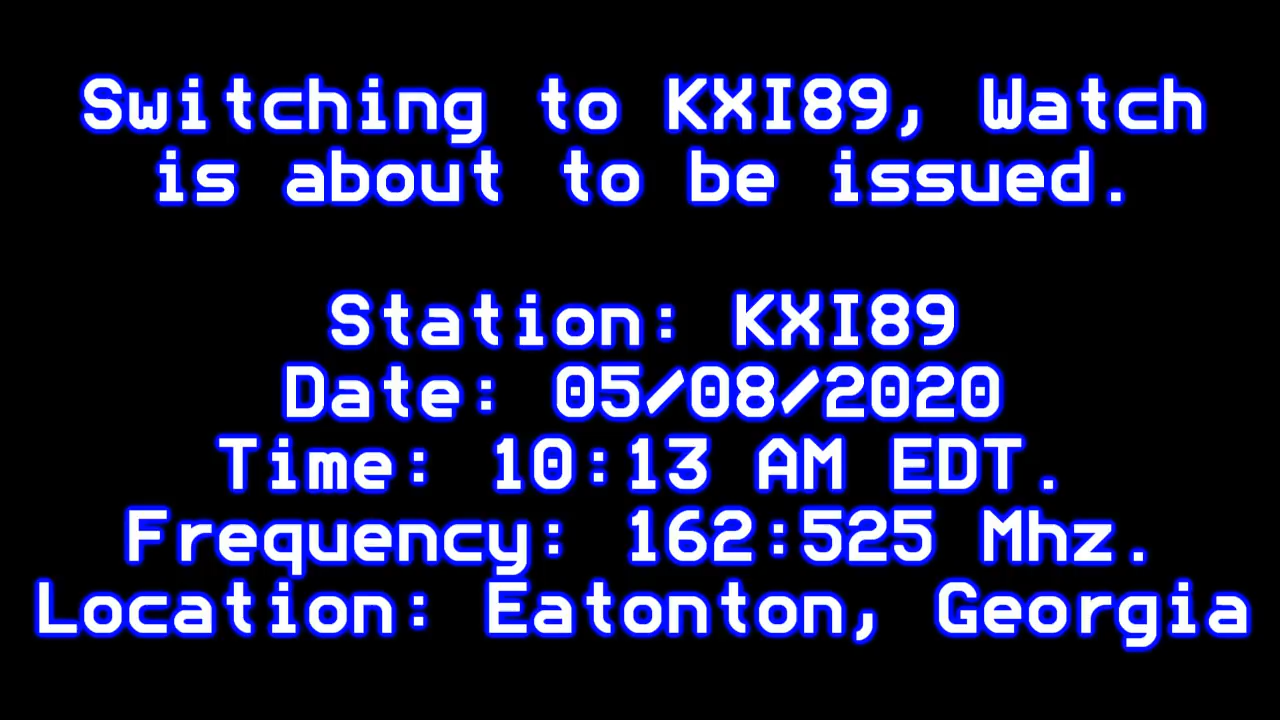 Switching to KXI89, Watch
is about to be issued.
Station: KXI89
Date: 05/08/2020
Time: 10:13 AM EDT.
Frequency: 162:525 Mhz.
Location: Eatonton, Georgia